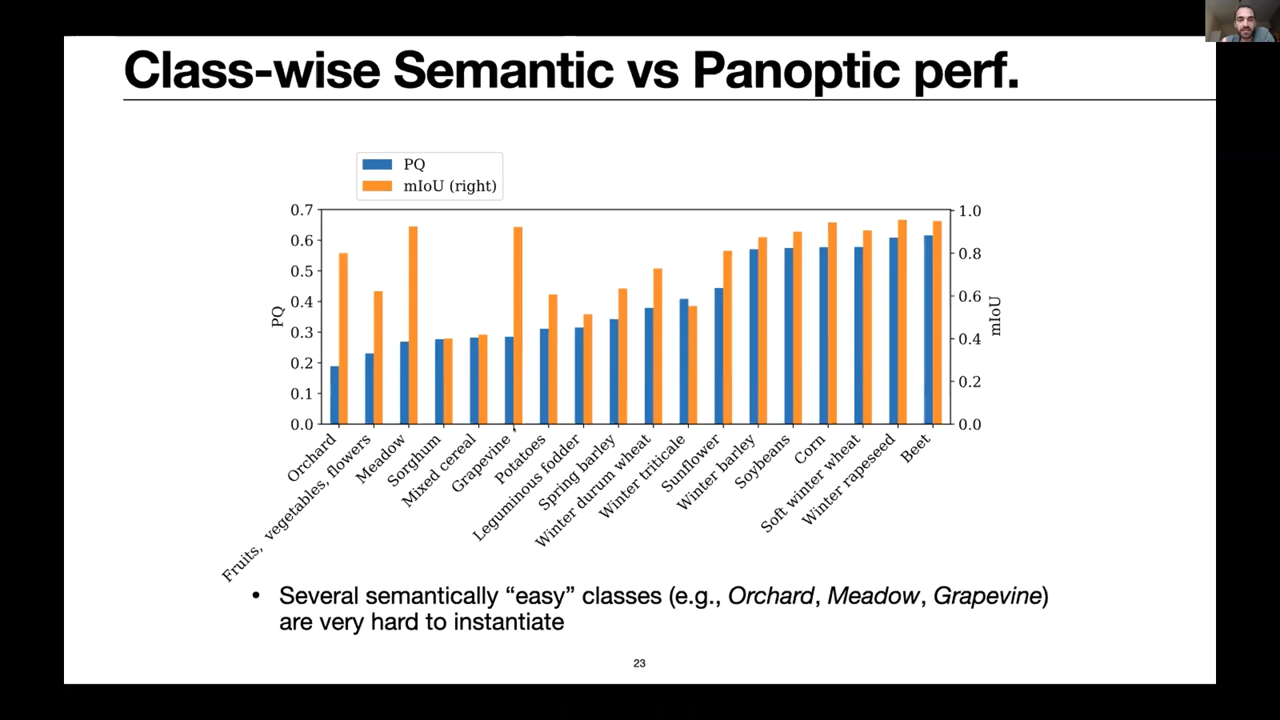 Class-wise Semantic vs Panoptic perf.
PQ
mIoU (right)
0.7
0.6
0.5
0.4
0.3
0.2
0.1
0.0
PQ
1.0
0.8
0.6
0.4
0.2
0.0
mIoU
Orchard
Fruits, vegetables, flowers
Meadow
Sorghum
Mixed cereal
Grapevine
Potatoes
Leguminous fodder
Spring barley
Winter durum wheat
Winter triticale
Sunflower
Winter barley
Soybeans
Corn
Soft winter wheat
Winter rapeseed
Beet
• Several semantically “easy” classes (e.g., Orchard, Meadow, Grapevine)
are very hard to instantiate
23